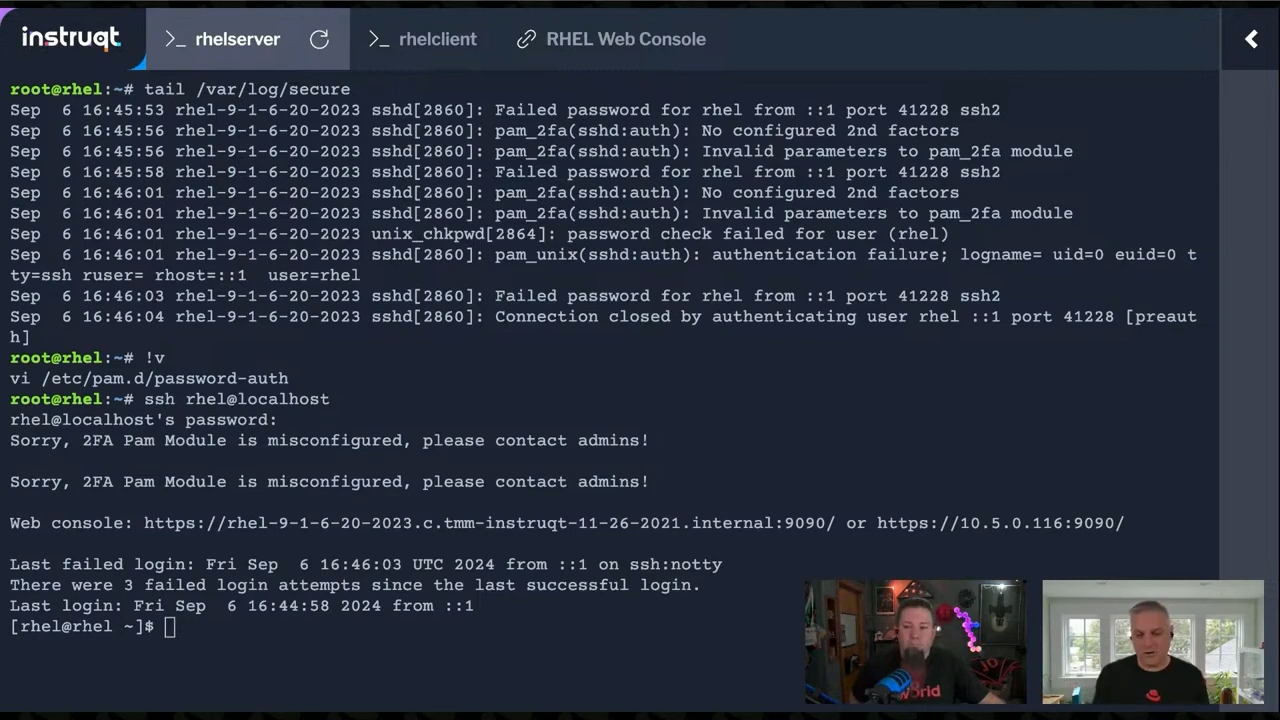 instruqt
>_ rhelserver
>_ rhelclient
RHEL Web Console
root@rhel:~# tail /var/log/secure
Sep  6 16:45:53 rhel-9-1-6-20-2023 sshd[2860]: Failed password for rhel from ::1 port 41228 ssh2
Sep  6 16:45:56 rhel-9-1-6-20-2023 sshd[2860]: pam_2fa(sshd:auth): No configured 2nd factors
Sep  6 16:45:56 rhel-9-1-6-20-2023 sshd[2860]: pam_2fa(sshd:auth): Invalid parameters to pam_2fa module
Sep  6 16:45:58 rhel-9-1-6-20-2023 sshd[2860]: Failed password for rhel from ::1 port 41228 ssh2
Sep  6 16:46:01 rhel-9-1-6-20-2023 sshd[2860]: pam_2fa(sshd:auth): No configured 2nd factors
Sep  6 16:46:01 rhel-9-1-6-20-2023 sshd[2860]: pam_2fa(sshd:auth): Invalid parameters to pam_2fa module
Sep  6 16:46:01 rhel-9-1-6-20-2023 unix_chkpwd[2864]: password check failed for user (rhel)
Sep  6 16:46:01 rhel-9-1-6-20-2023 sshd[2860]: pam_unix(sshd:auth): authentication failure; logname= uid=0 euid=0 t
ty=ssh ruser= rhost=::1  user=rhel
Sep  6 16:46:03 rhel-9-1-6-20-2023 sshd[2860]: Failed password for rhel from ::1 port 41228 ssh2
Sep  6 16:46:04 rhel-9-1-6-20-2023 sshd[2860]: Connection closed by authenticating user rhel ::1 port 41228 [preaut
h]
root@rhel:~# !v
vi /etc/pam.d/password-auth
root@rhel:~# ssh rhel@localhost
rhel@localhost's password:
Sorry, 2FA Pam Module is misconfigured, please contact admins!
Sorry, 2FA Pam Module is misconfigured, please contact admins!
Web console: https://rhel-9-1-6-20-2023.c.tmm-instruqt-11-26-2021.internal:9090/ or https://10.5.0.116:9090/
Last failed login: Fri Sep  6 16:46:03 UTC 2024 from ::1 on ssh:notty
There were 3 failed login attempts since the last successful login.
Last login: Fri Sep  6 16:44:58 2024 from ::1
[rhel@rhel ~]$